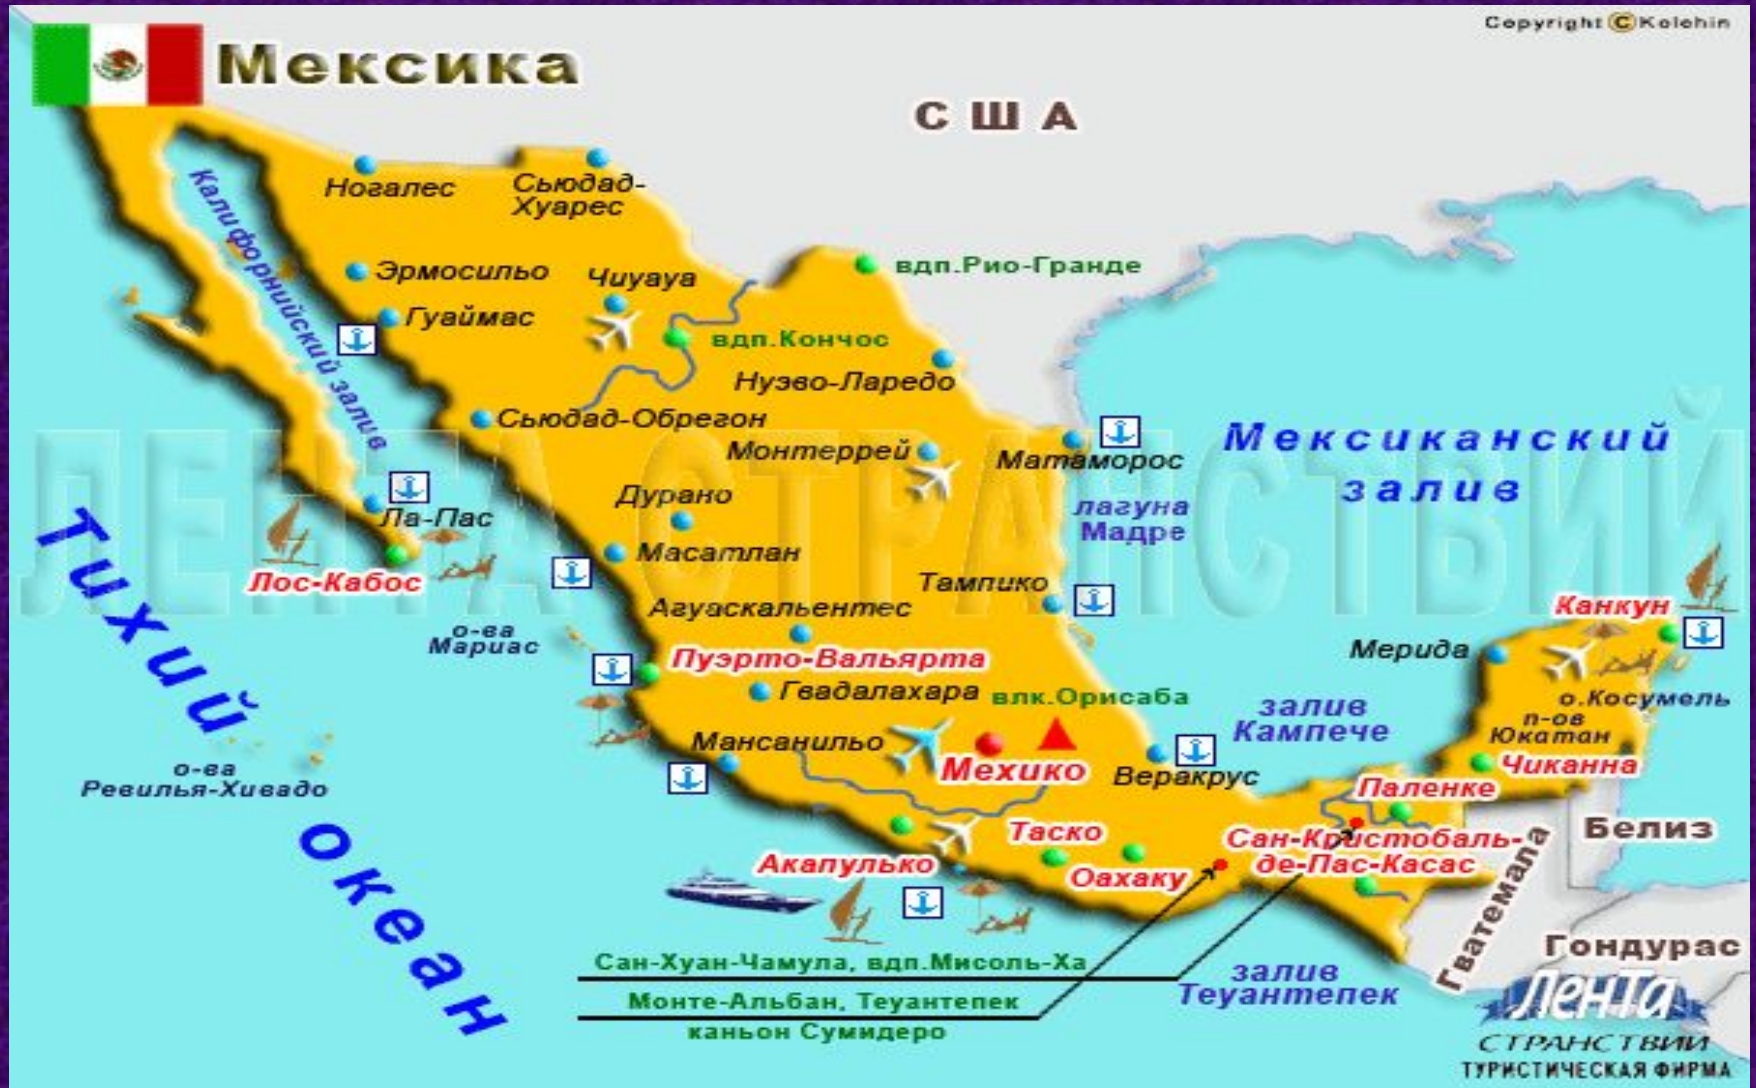 Copyright © Kolohin
Мексика
США
Калифорнийский залив
Ногалес
Сьюдад-
Хуарес
вдп.Рио-Гранде
Эрмосильо
Чиуауа
Гуаймас
вдп.Кончос
Нуэво-Ларедо
Сьюдад-Обрегон
Монтеррей
Матаморос
Мексиканский
залив
ЛЕНТА СТРАНСТВИЙ
Дурано
лагуна
Мадре
Ла-Пас
Масатлан
Лос-Кабос
Тампико
Агуаскальентес
Канкун
о-ва
Мариас
Мерида
Пуэрто-Вальярта
Гвадалахара
влк.Орисаба
о.Косумель
залив
Кампече
п-ов
Юкатан
Мансанильо
Мехико
Веракрус
Чиканна
о-ва
Ревилья-Хивадо
Паленке
Тихий океан
Таско
Сан-Кристобаль-
де-Пас-Касас
Белиз
Акапулько
Оахаку
Гватемала
Гондурас
Сан-Хуан-Чамула, вдп.Мисоль-Ха
Монте-Альбан, Теуантепек
каньон Сумидеро
залив
Теуантепек
Лента
СТРАНСТВИЙ
ТУРИСТИЧЕСКАЯ ФИРМА